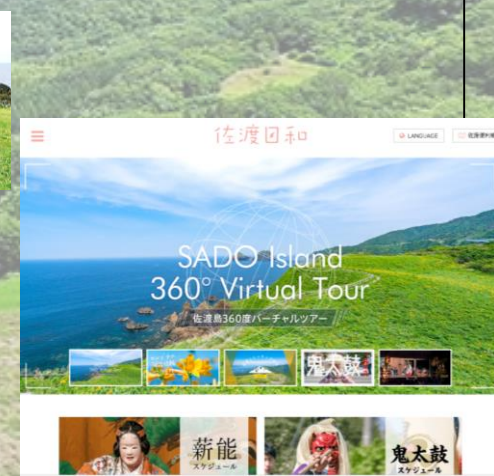 佐渡日和
LANGUAGE
SADO Island
360° Virtual Tour
佐渡島360度バーチャルツアー
鬼太鼓
薪能
スケジュール
鬼太鼓
スケジュール